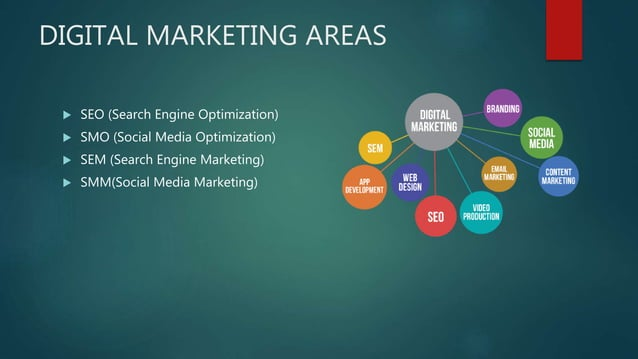 DIGITAL MARKETING AREAS
SEO (Search Engine Optimization)
SMO (Social Media Optimization)
SEM (Search Engine Marketing)
SMM(Social Media Marketing)
DIGITAL
MARKETING
BRANDING
SOCIAL
MEDIA
SEM
EMAIL
MARKETING
CONTENT
MARKETING
APP
DEVELOPMENT
WEB
DESIGN
SEO
VIDEO
PRODUCTION